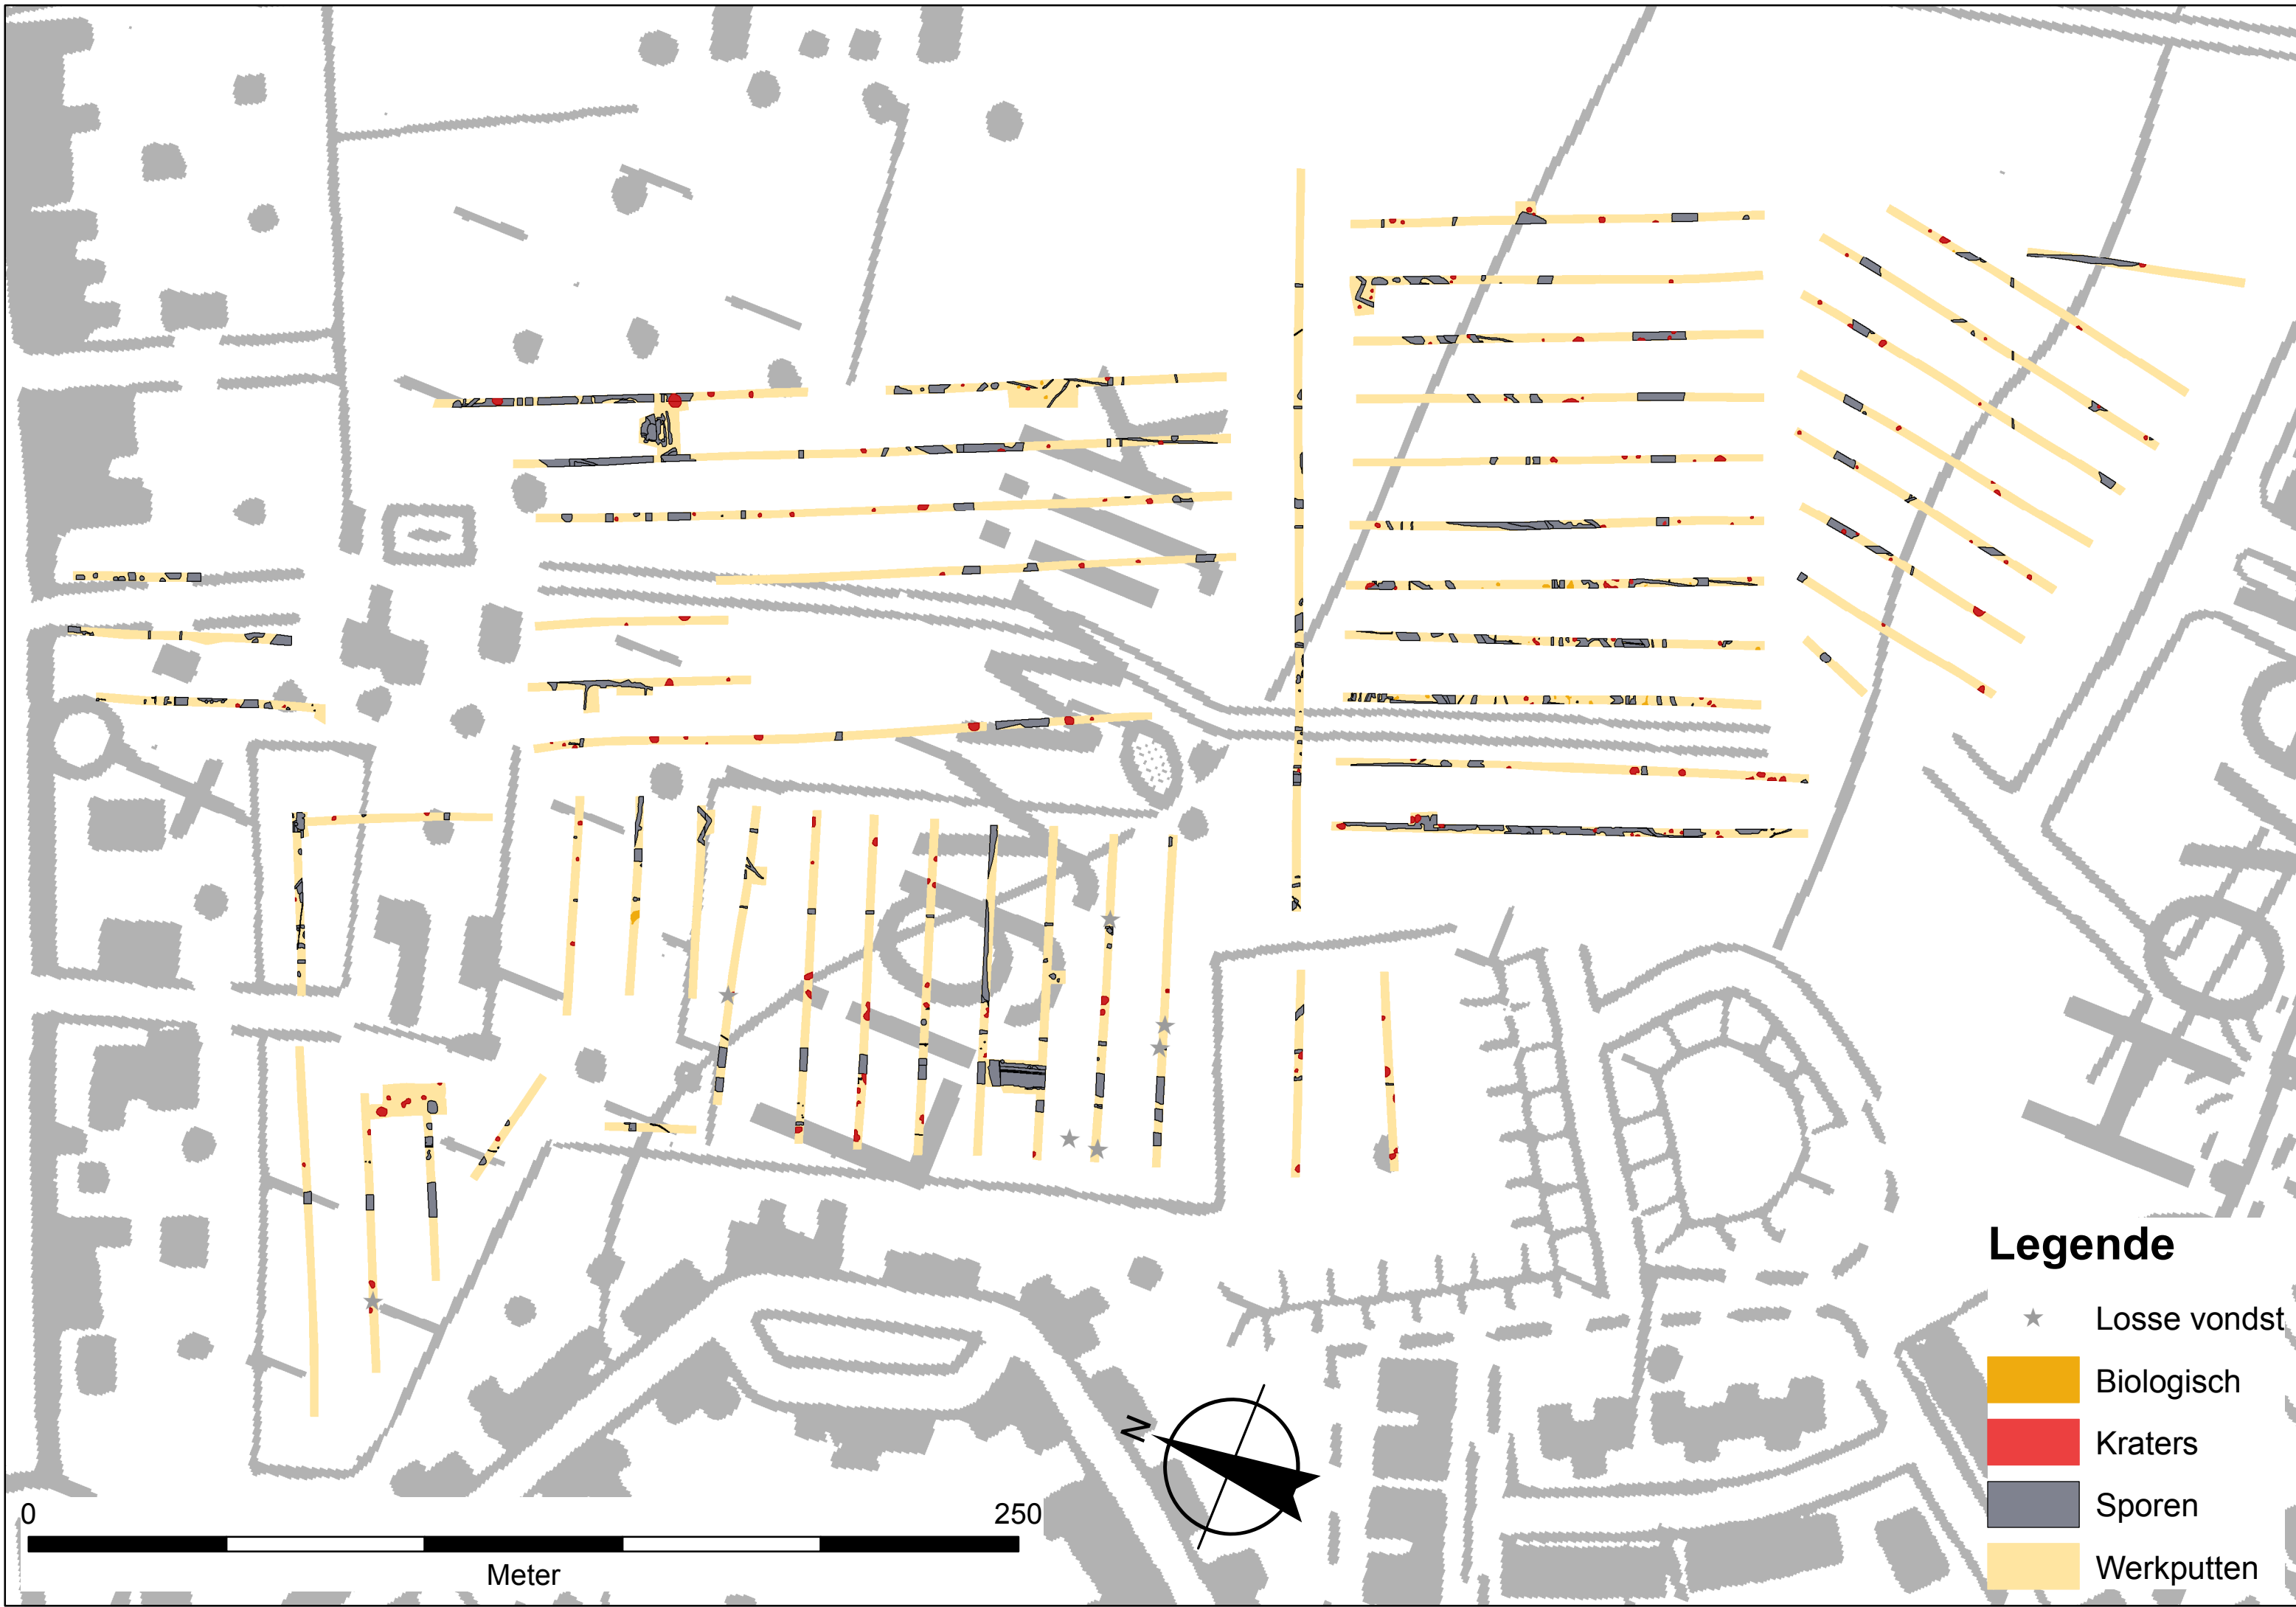 N
Legende
Losse vondst
Biologisch
Kraters
Sporen
Werkputten
0 250
Meter